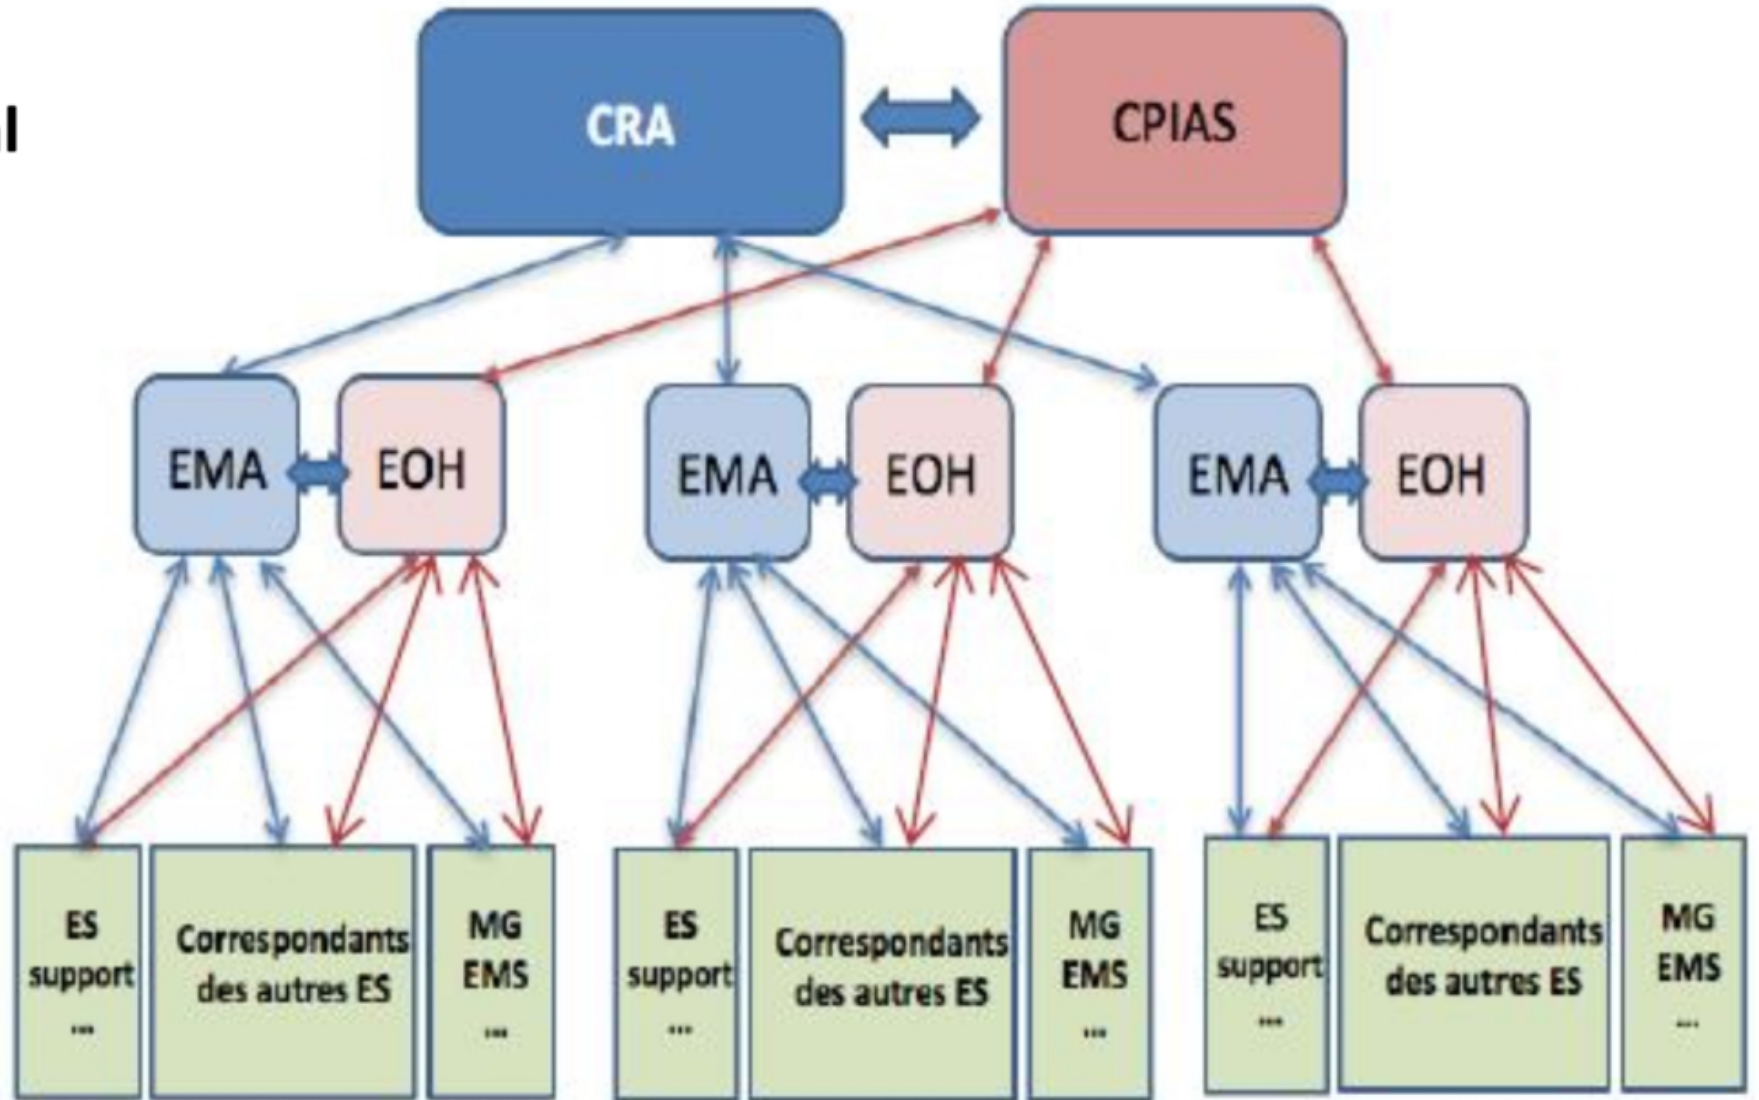 CRA
CPIAS
EMA
EOH
EMA
EOH
EMA
EOH
ES
support
...
Correspondants
des autres ES
MG
EMS
...
ES
support
...
Correspondants
des autres ES
MG
EMS
...
ES
support
...
Correspondants
des autres ES
MG
EMS
...